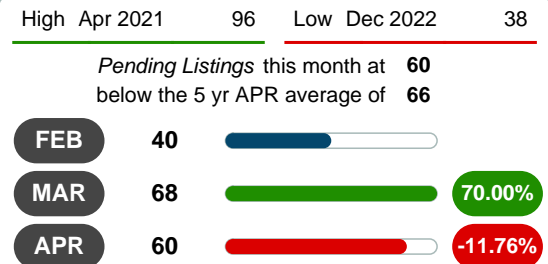 High Apr 2021 96 Low Dec 2022 38
Pending Listings this month at 60
below the 5 yr APR average of 66
FEB 40
MAR 68 70.00%
APR 60 -11.76%